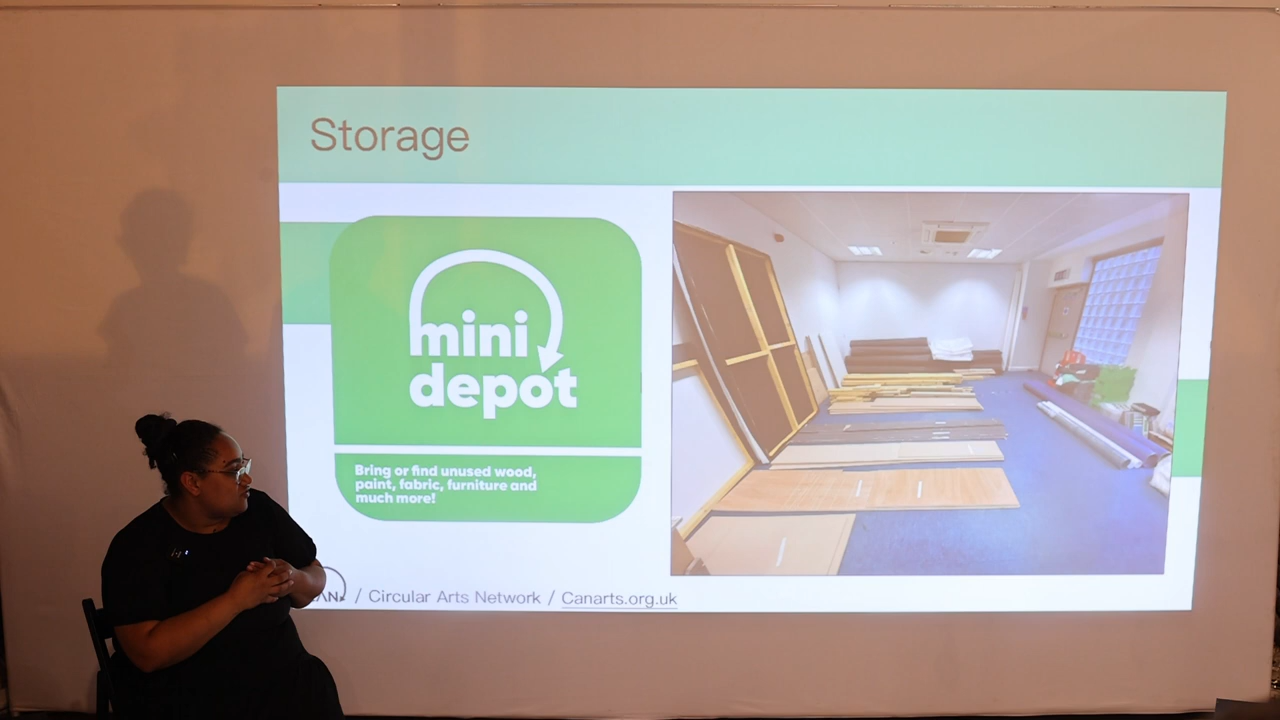 Storage
mini
depot
Bring or find unused wood,
paint, fabric, furniture and
much more!
/ Circular Arts Network / Canarts.org.uk